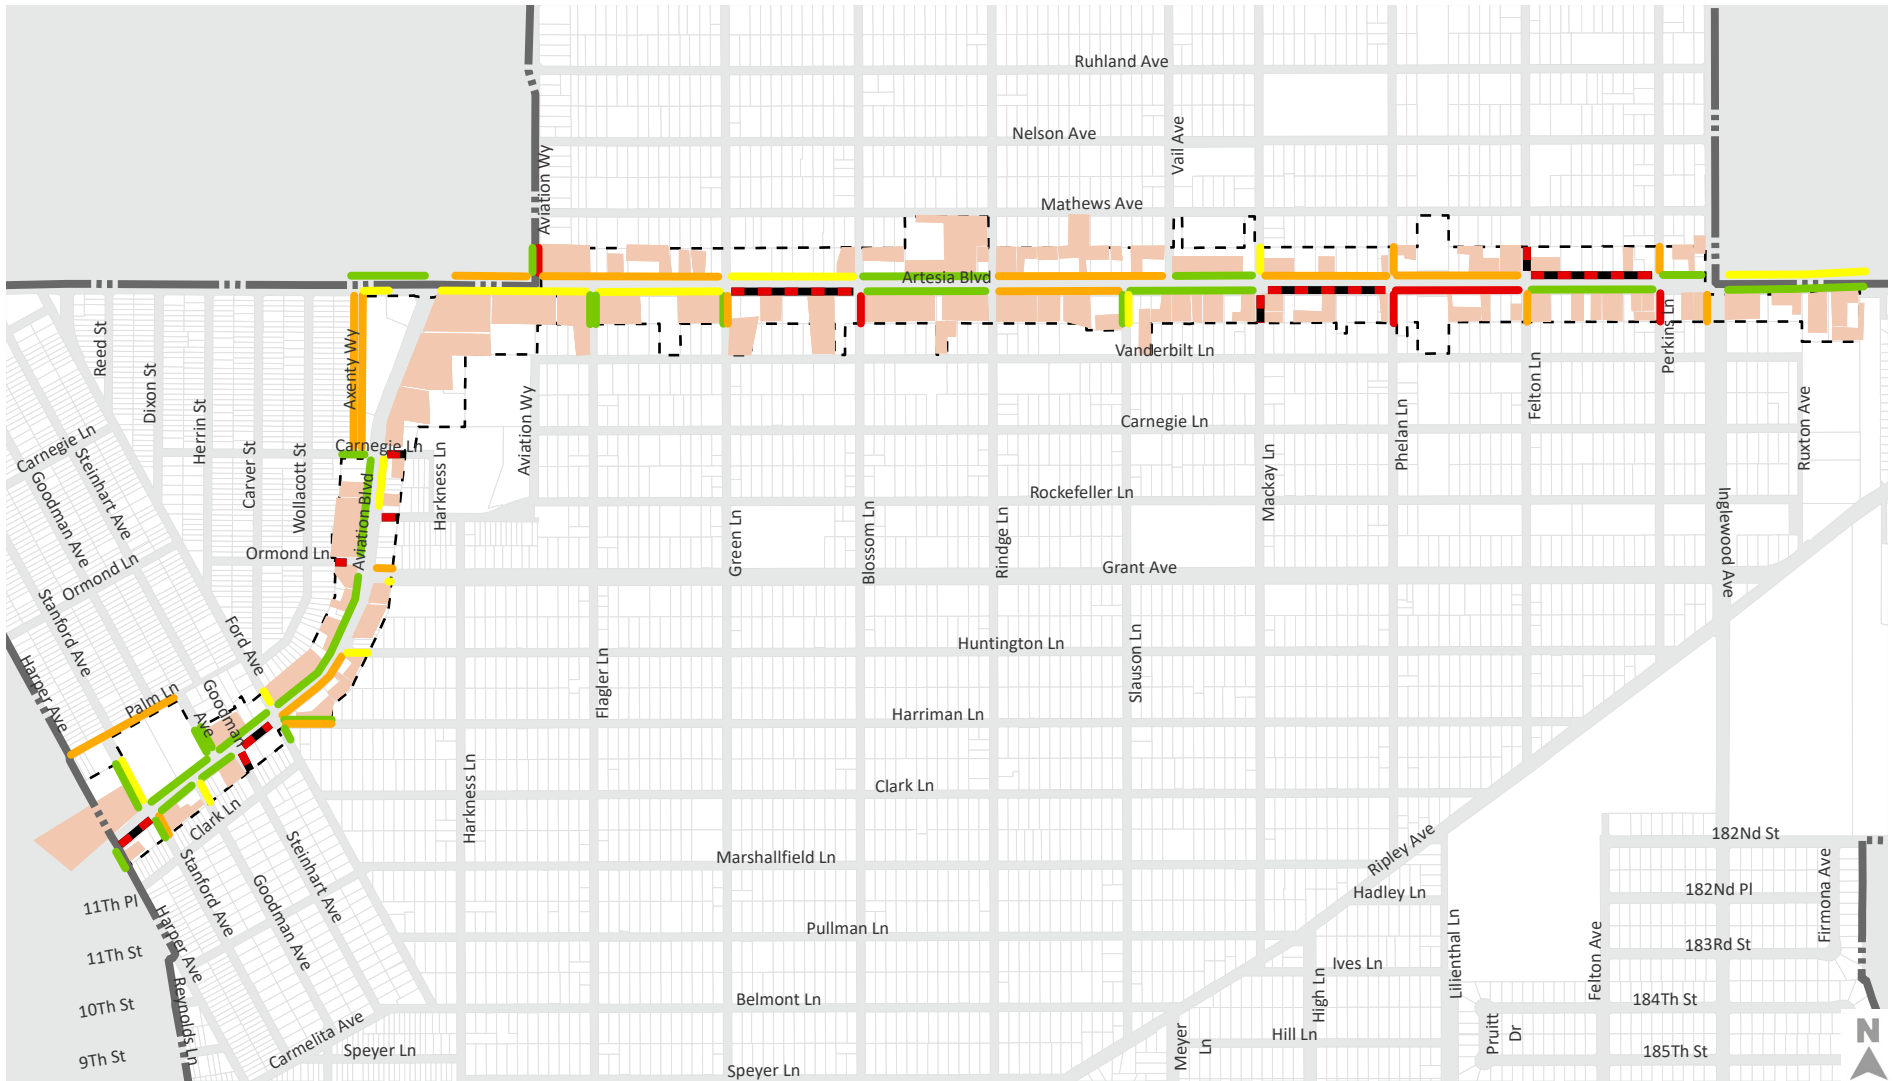 Ruhland Ave
Nelson Ave
Vail Ave
Aviation Wy
Mathews Ave
Artesia Blvd
Reed St
Dixon St
Herrin St
Carver St
Wollacott St
Axenty Wy
Carnegie Ln
Aviation Blvd
Harkness Ln
Aviation Wy
Vanderbilt Ln
Carnegie Ln
Rockefeller Ln
Grant Ave
Huntington Ln
Harriman Ln
Clark Ln
Marshallfield Ln
Pullman Ln
Belmont Ln
Speyer Ln
Green Ln
Blossom Ln
Rindge Ln
Flagler Ln
Slauson Ln
Mackay Ln
Phelan Ln
Felton Ln
Perkins Ln
Ruxton Ave
Inglewood Ave
Carnegie Ln
Steinhart Ave
Goodman Ave
Ormond Ln
Ormond Ln
Stanford Ave
Harper Ave
Ford Ave
Palm Ln
Goodman
Ave
Clark Ln
Stanford Ave
Goodman Ave
Steinhart Ave
Harkness Ln
Harper Ave
Reynolds Ln
11Th Pl
11Th St
10Th St
9Th St
Carmelita Ave
Speyer Ln
Ripley Ave
Hadley Ln
Ives Ln
High Ln
Hill Ln
Meyer
Ln
Lilienthal Ln
Pruitt
Dr
Felton Ave
Firmona Ave
182Nd St
182Nd Pl
183Rd St
184Th St
185Th St
N